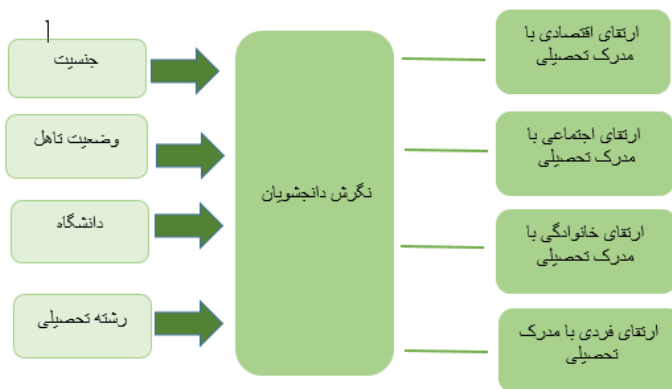 جنسیت
وضعیت تاهل
دانشگاه
رشته تحصیلی
نگرش دانجشویان
ارتقای اقتصادی با
مدرک تحصیلی
ارتقای اجتماعی با
مدرک تحصیلی
ارتقای خانوادگی با
مدرک تحصیلی
ارتقای فردی با مدرک
تحصیلی